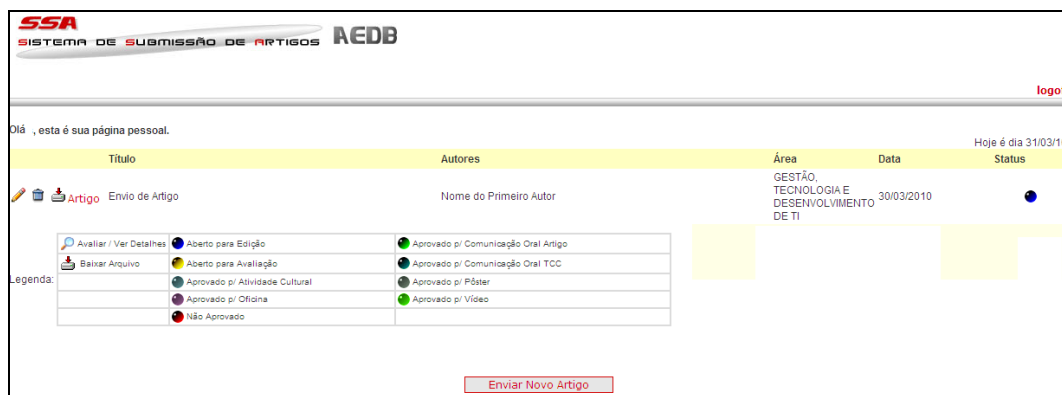 SSA
SISTEMA DE SUBMISSÃO DE ARTIGOS AEDB
logo
Olá , esta é sua página pessoal.
Hoje é dia 31/03/1
Título Autores Área Data Status
Artigo Envio de Artigo Nome do Primeiro Autor GESTÃO,
TECNOLOGIA E
DESENVOLVIMENTO 30/03/2010
DE TI
Avaliar / Ver Detalhes Aberto para Edição Aprovado p/ Comunicação Oral Artigo
Baixar Arquivo Aberto para Avaliação Aprovado p/ Comunicação Oral TCC
Legenda: Aprovado p/ Atividade Cultural Aprovado p/ Pôster
Aprovado p/ Oficina Aprovado p/ Vídeo
Não Aprovado
Enviar Novo Artigo